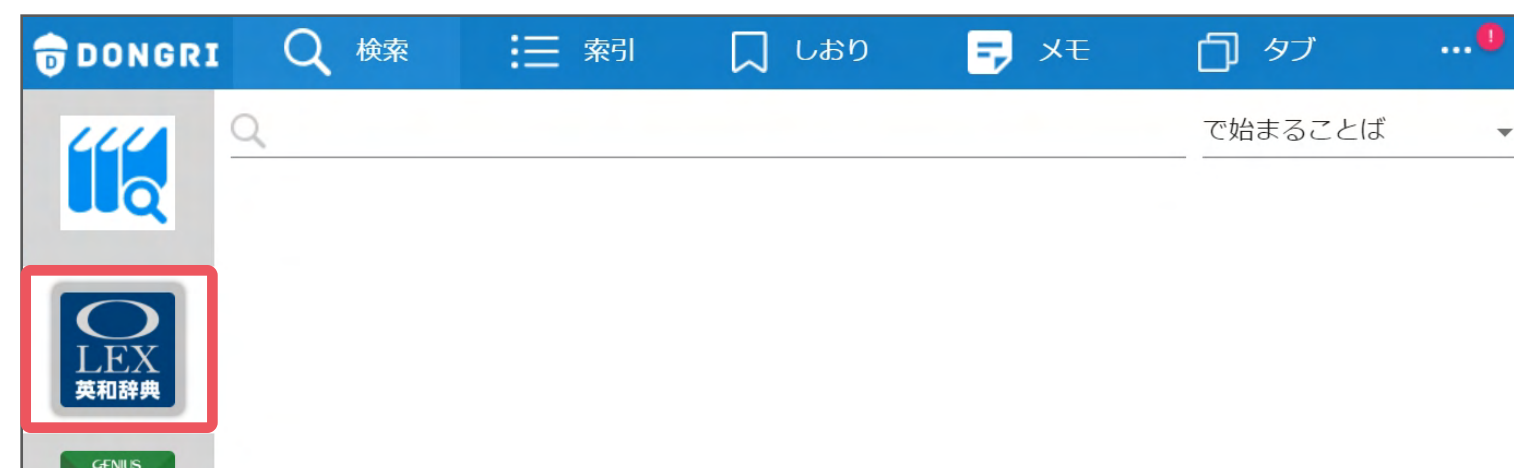 DONGRI 検索 索引 しおり メモ タブ ... !
で始まることば
O
LEX
英和辞典
GENIUS